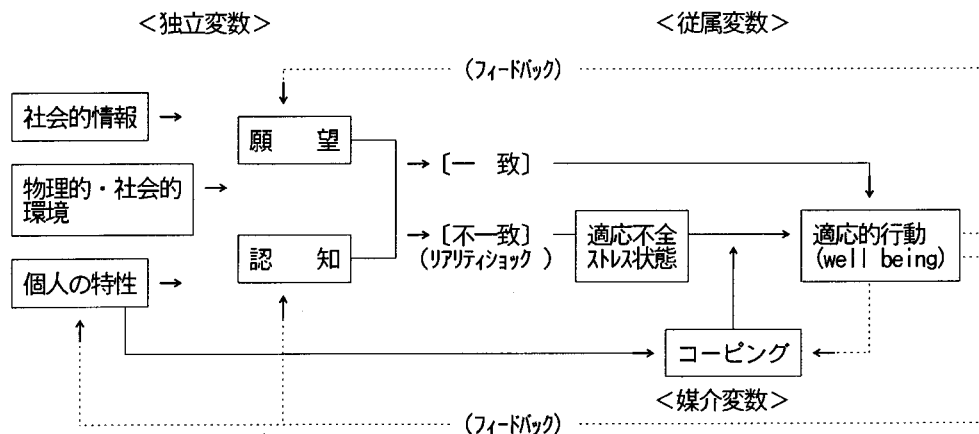 <独立変数>
<従属変数>
(フィードバック)
社会的情報
願 望
〔一 致〕
物理的・社会的
環境
〔不一致〕
(リアリティショック )
適応不全
ストレス状態
適応的行動
(well being)
認 知
個人の特性
コーピング
<媒介変数>
(フィードバック)